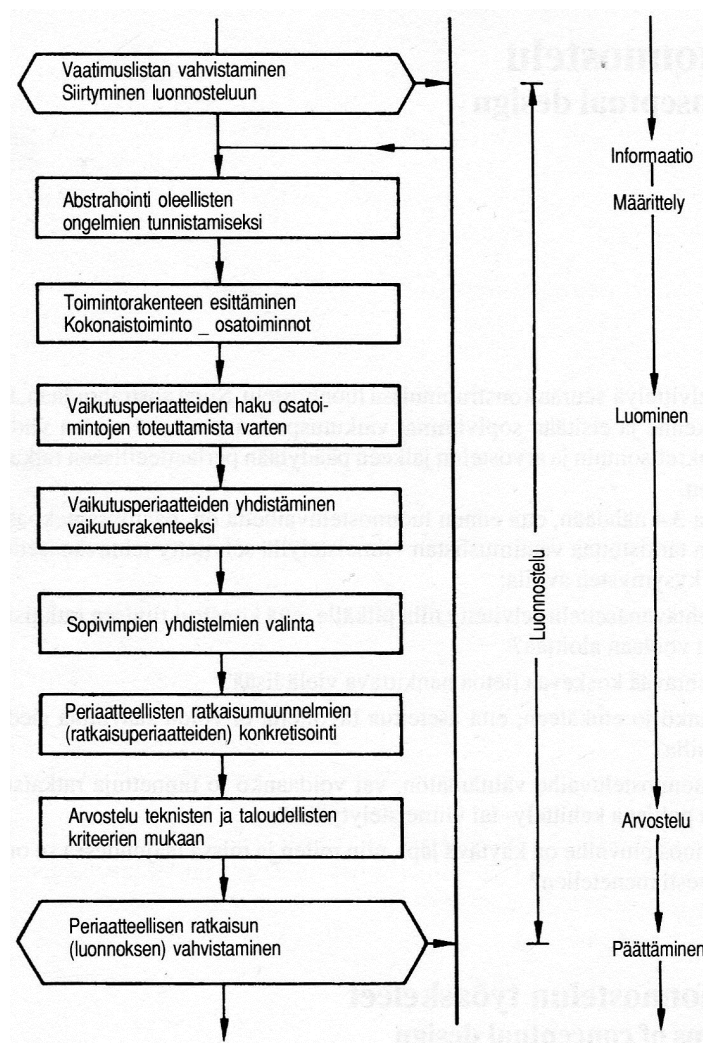 Vaatimuslistan vahvistaminen
Siirtyminen luonnosteluun
Informaatio
Abstrahointi oleellisten
ongelmien tunnistamiseksi
Määrittely
Toimintorakenteen esittäminen
Kokonaistoiminto _ osatoiminnot
Vaikutusperiaatteiden haku osatoi-
mintojen toteuttamista varten
Luominen
Vaikutusperiaatteiden yhdistäminen
vaikutusrakenteeksi
Luonnostelu
Sopivimpien yhdistelmien valinta
Periaatteellisten ratkaisumuunnelmien
(ratkaisuperiaatteiden) konkretisointi
Arvostelu teknisten ja taloudellisten
kriteerien mukaan
Arvostelu
Periaatteellisen ratkaisun
(luonnoksen) vahvistaminen
Päättäminen